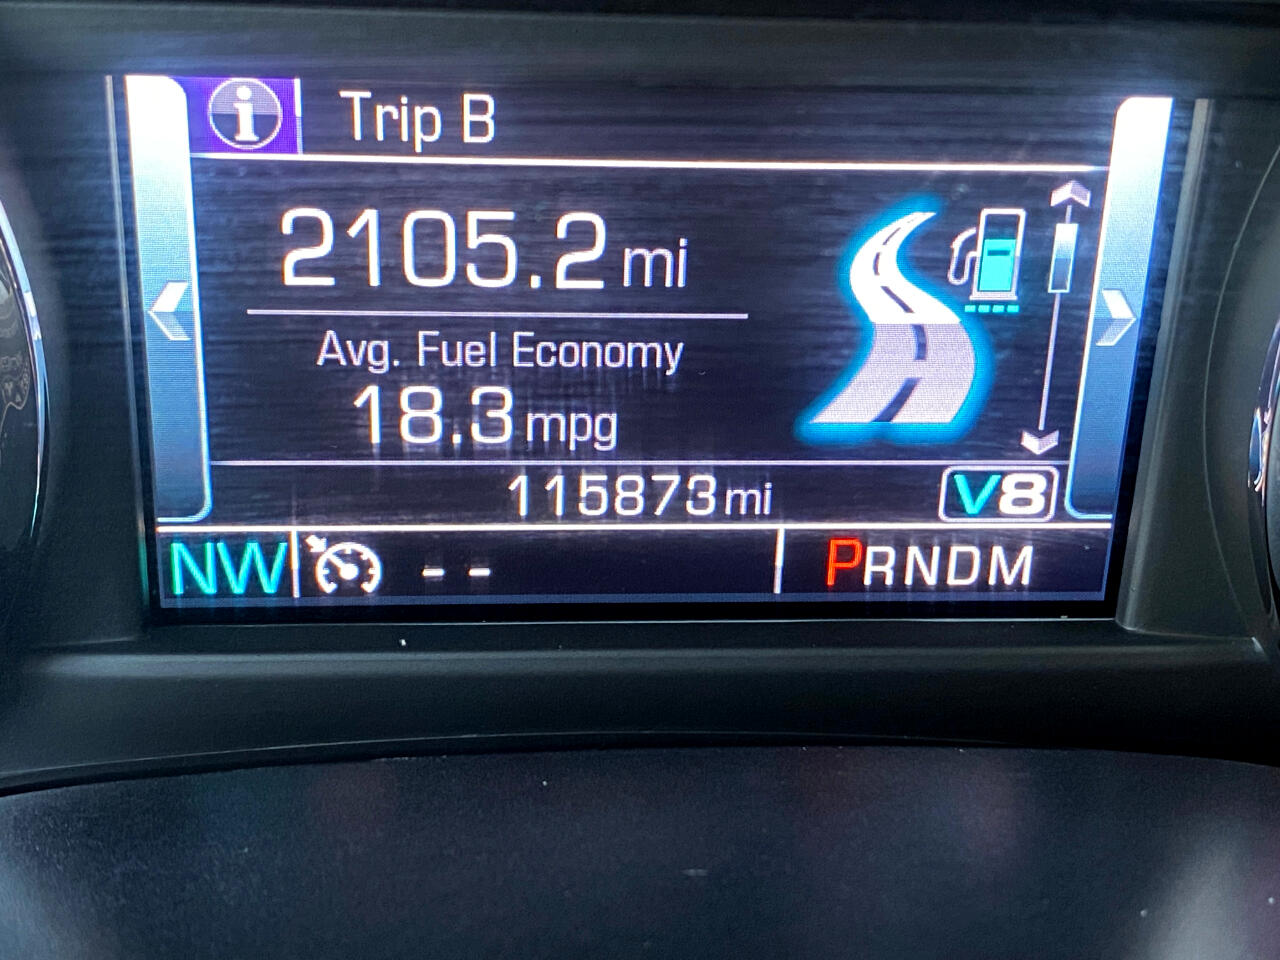 i Trip B
2105.2 mi
Avg. Fuel Economy
18.3 mpg
115873 mi V8
NW -- PRNDM